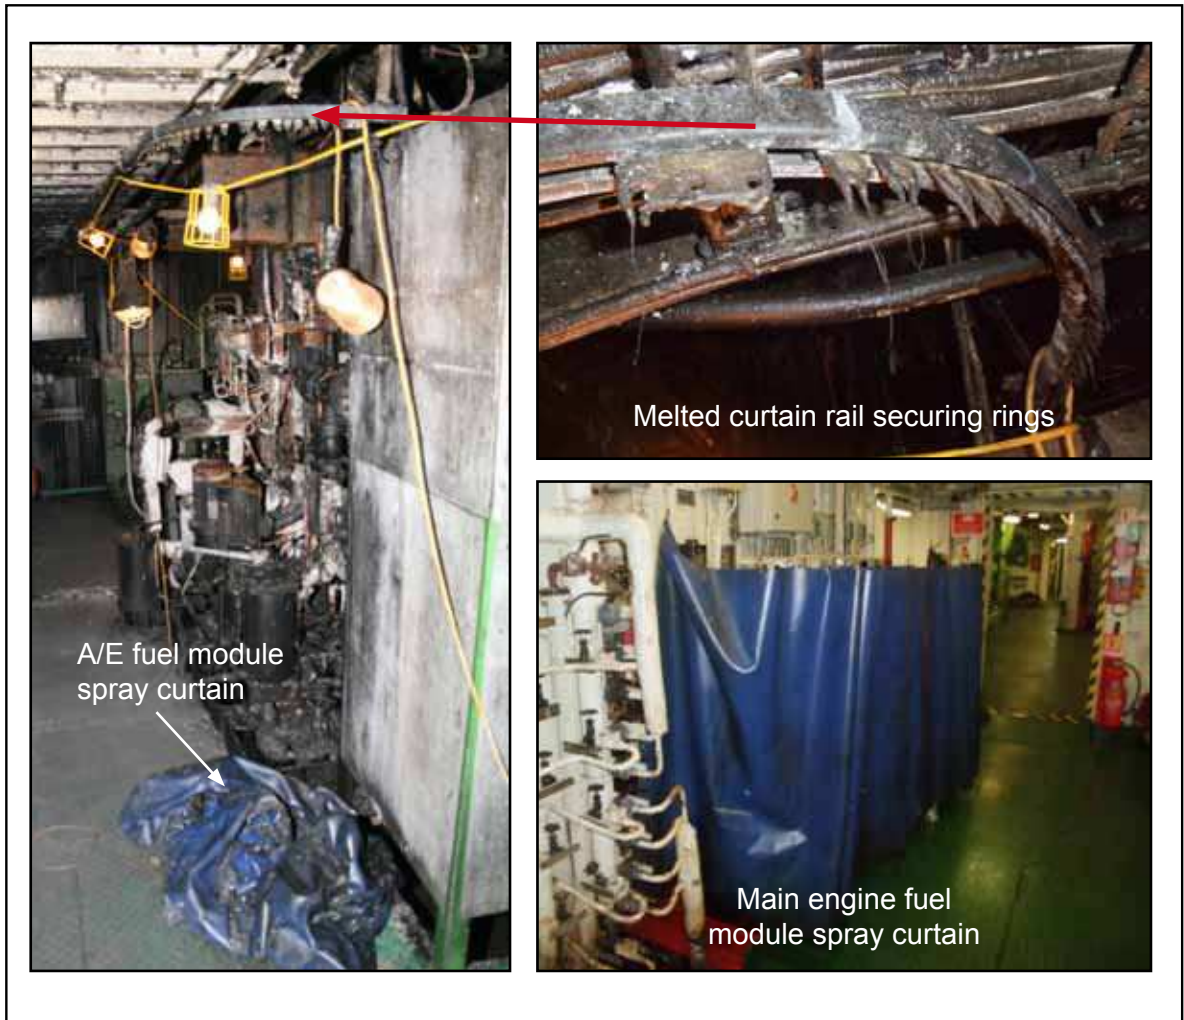 A/E fuel module
spray curtain
Melted curtain rail securing rings
Main engine fuel
module spray curtain